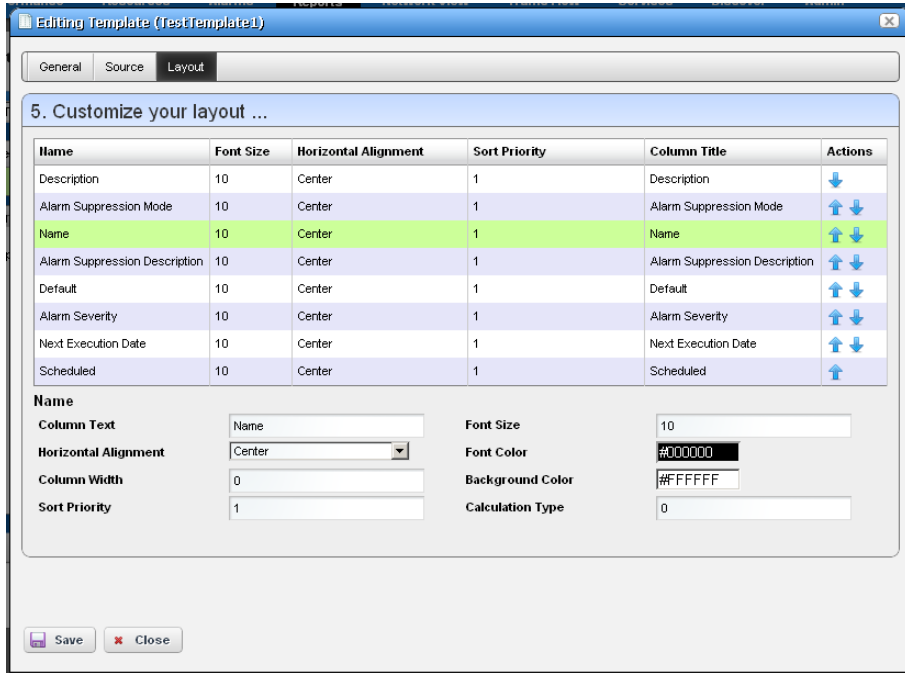 Reports
Editing Template (TestTemplate1)
General Source Layout
5. Customize your layout ...
Name Font Size Horizontal Alignment Sort Priority Column Title Actions
Description 10 Center 1 Description
Alarm Suppression Mode 10 Center 1 Alarm Suppression Mode
Name 10 Center 1 Name
Alarm Suppression Description 10 Center 1 Alarm Suppression Description
Default 10 Center 1 Default
Alarm Severity 10 Center 1 Alarm Severity
Next Execution Date 10 Center 1 Next Execution Date
Scheduled 10 Center 1 Scheduled
Name
Column Text Name Font Size 10
Horizontal Alignment Center Font Color #000000
Column Width 0 Background Color #FFFFFF
Sort Priority 1 Calculation Type 0
Save Close